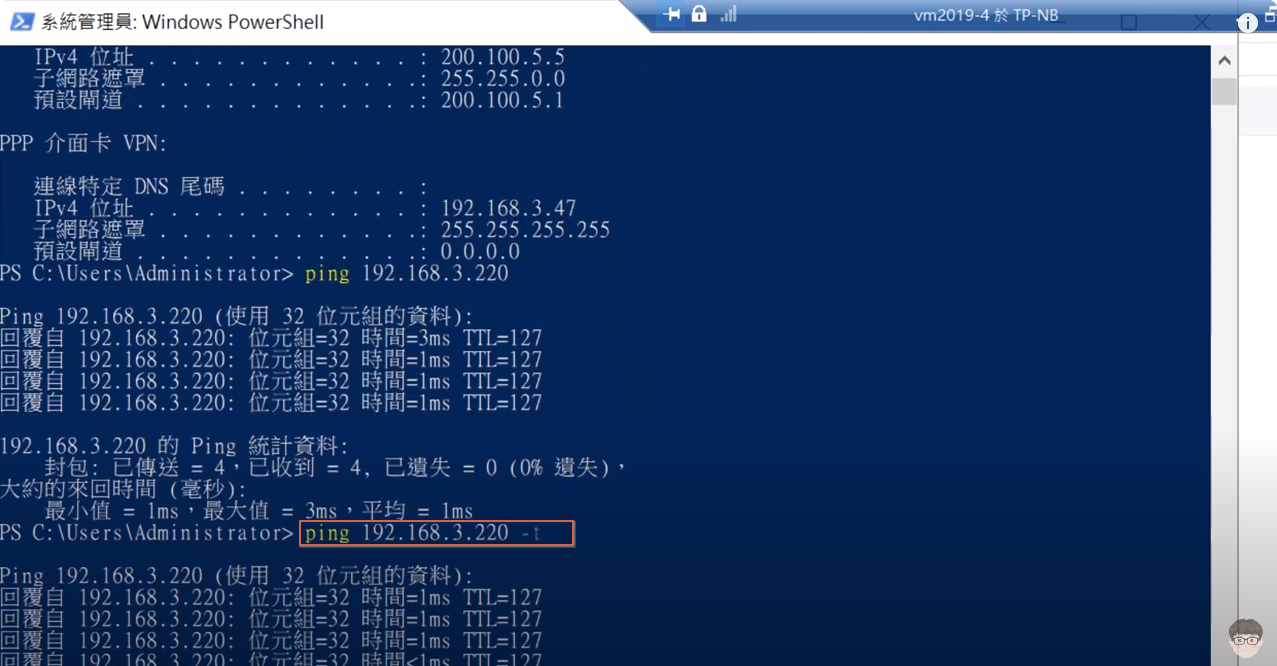 系統管理員: Windows PowerShell
vm2019-4 於 TP-NB
IPv4 位址 . . . . . . . . . . . . : 200.100.5.5
子網路遮罩 . . . . . . . . . . . .: 255.255.0.0
預設閘道 . . . . . . . . . . . . .: 200.100.5.1
PPP 介面卡 VPN:
連線特定 DNS 尾碼 . . . . . . . . :
IPv4 位址 . . . . . . . . . . . . : 192.168.3.47
子網路遮罩 . . . . . . . . . . . .: 255.255.255.255
預設閘道 . . . . . . . . . . . . .: 0.0.0.0
PS C:\Users\Administrator> ping 192.168.3.220
Ping 192.168.3.220 (使用 32 位元組的資料):
回覆自 192.168.3.220: 位元組=32 時間=3ms TTL=127
回覆自 192.168.3.220: 位元組=32 時間=1ms TTL=127
回覆自 192.168.3.220: 位元組=32 時間=1ms TTL=127
回覆自 192.168.3.220: 位元組=32 時間=1ms TTL=127
192.168.3.220 的 Ping 統計資料:
封包: 已傳送 = 4，已收到 = 4, 已遺失 = 0 (0% 遺失)，
大約的來回時間 (毫秒):
最小值 = 1ms，最大值 = 3ms，平均 = 1ms
PS C:\Users\Administrator> ping 192.168.3.220 -t
Ping 192.168.3.220 (使用 32 位元組的資料):
回覆自 192.168.3.220: 位元組=32 時間=1ms TTL=127
回覆自 192.168.3.220: 位元組=32 時間=1ms TTL=127
回覆自 192.168.3.220: 位元組=32 時間=1ms TTL=127
回覆自 192.168.3.220: 位元組=32 時間<1ms TTL=127